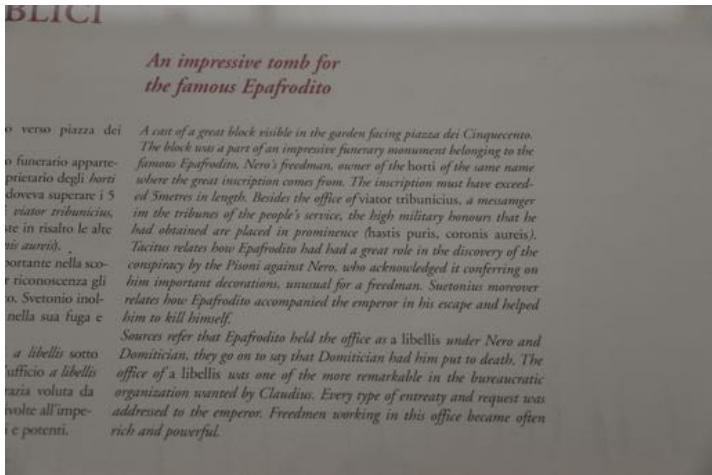 BLICI
An impressive tomb for
the famous Epafrodito
o verso piazza dei
o funerario apparte-
prietario degli horti
doveva superare i 5
viator tribunicius,
te in risalto le alte
nis aureis).
portante nella sco-
r riconoscenza gli
o. Svetonio inol-
nella sua fuga e
a libellis sotto
'ufficio a libellis
razia voluta da
ivolte all'impe-
i e potenti.
A cast of a great block visible in the garden facing piazza dei Cinquecento.
The block was a part of an impressive funerary monument belonging to the
famous Epafrodito, Nero's freedman, owner of the horti of the same name
where the great inscription comes from. The inscription must have exceed-
ed 5metres in length. Besides the office of viator tribunicius, a messamger
im the tribunes of the people's service, the high military honours that he
had obtained are placed in prominence (hastis puris, coronis aureis).
Tacitus relates how Epafrodito had had a great role in the discovery of the
conspiracy by the Pisoni against Nero, who acknowledged it conferring on
him important decorations, unusual for a freedman. Suetonius moreover
relates how Epafrodito accompanied the emperor in his escape and helped
him to kill himself.
Sources refer that Epafrodito held the office as a libellis under Nero and
Domitician, they go on to say that Domitician had him put to death. The
office of a libellis was one of the more remarkable in the bureaucratic
organization wanted by Claudius. Every type of entreaty and request was
addressed to the emperor. Freedmen working in this office became often
rich and powerful.